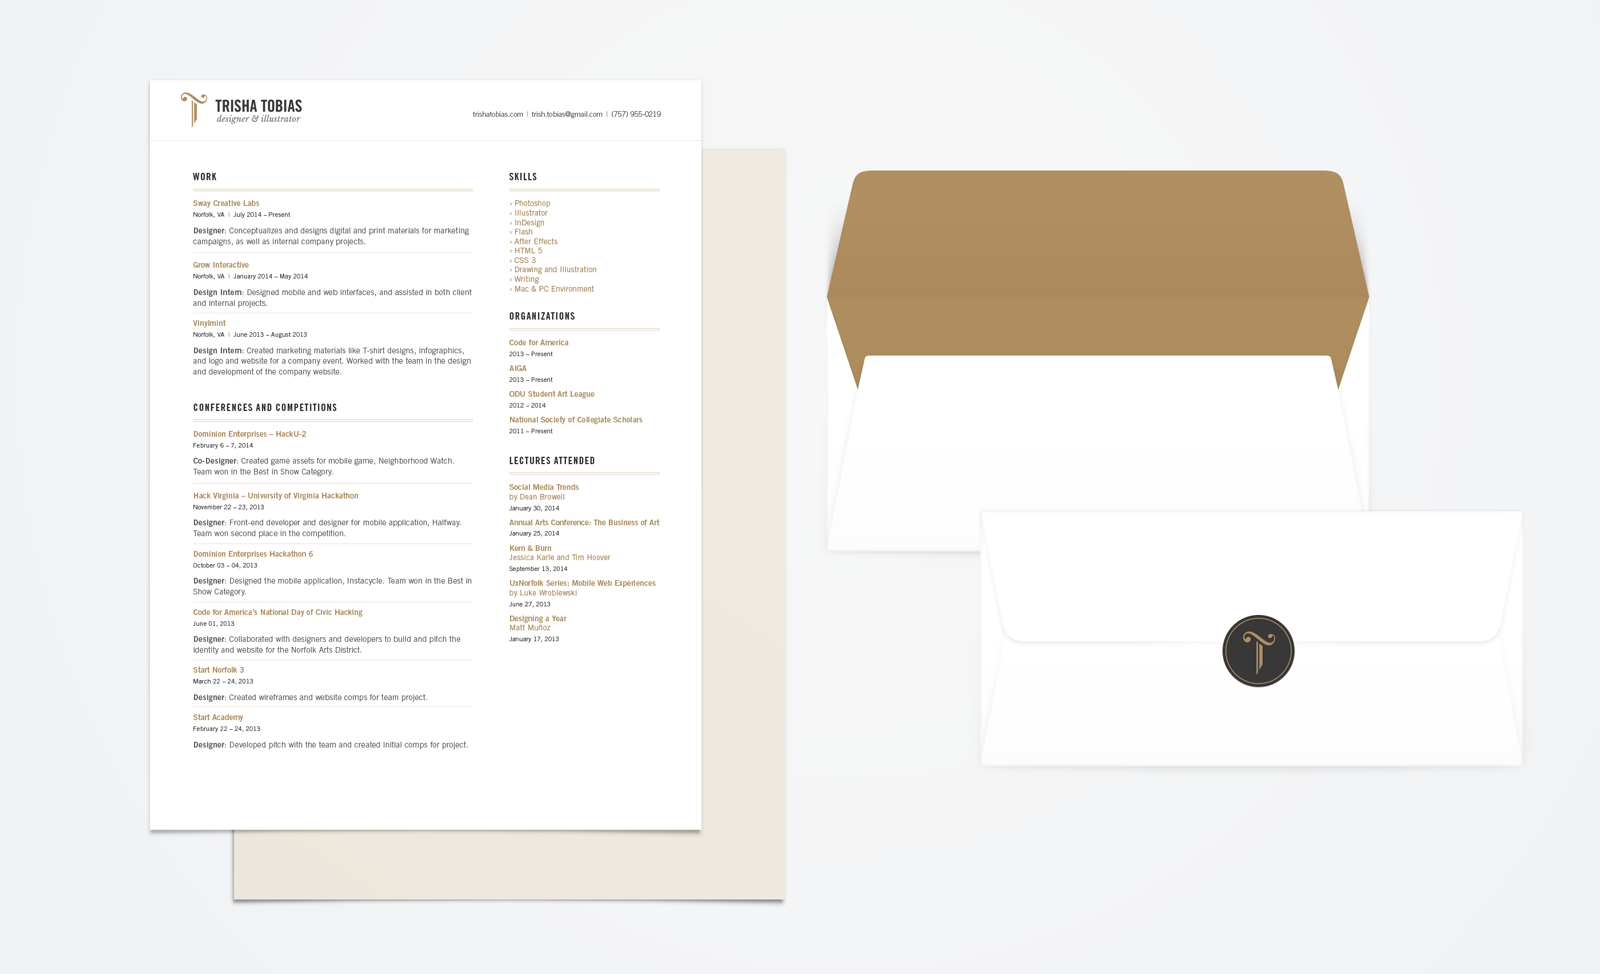 TRISHA TOBIAS
designer & illustrator
trishatobias.com | trish.tobias@gmail.com | (757) 955-0219
WORK
Sway Creative Labs
Norfolk, VA | July 2014 – Present
Designer: Conceptualizes and designs digital and print materials for marketing
campaigns, as well as internal company projects.
Grow Interactive
Norfolk, VA | January 2014 – May 2014
Design Intern: Designed mobile and web interfaces, and assisted in both client
and internal projects.
Vinylmint
Norfolk, VA | June 2013 – August 2013
Design Intern: Created marketing materials like T-shirt designs, infographics,
and logo and website for a company event. Worked with the team in the design
and development of the company website.
CONFERENCES AND COMPETITIONS
Dominion Enterprises – HackU-2
February 6 – 7, 2014
Co-Designer: Created game assets for mobile game, Neighborhood Watch.
Team won in the Best in Show Category.
Hack Virginia – University of Virginia Hackathon
November 22 – 23, 2013
Designer: Front-end developer and designer for mobile application, Halfway.
Team won second place in the competition.
Dominion Enterprises Hackathon 6
October 03 – 04, 2013
Designer: Designed the mobile application, Instacycle. Team won in the Best in
Show Category.
Code for America's National Day of Civic Hacking
June 01, 2013
Designer: Collaborated with designers and developers to build and pitch the
identity and website for the Norfolk Arts District.
Start Norfolk 3
March 22 – 24, 2013
Designer: Created wireframes and website comps for team project.
Start Academy
February 22 – 24, 2013
Designer: Developed pitch with the team and created initial comps for project.
SKILLS
› Photoshop
› Illustrator
› InDesign
› Flash
› After Effects
› HTML 5
› CSS 3
› Drawing and Illustration
› Writing
› Mac & PC Environment
ORGANIZATIONS
Code for America
2013 – Present
AIGA
2013 – Present
ODU Student Art League
2012 – 2014
National Society of Collegiate Scholars
2011 – Present
LECTURES ATTENDED
Social Media Trends
by Dean Browell
January 30, 2014
Annual Arts Conference: The Business of Art
January 25, 2014
Kern & Burn
Jessica Karle and Tim Hoover
September 13, 2014
UxNorfolk Series: Mobile Web Experiences
by Luke Wroblewski
June 27, 2013
Designing a Year
Matt Muñoz
January 17, 2013
T